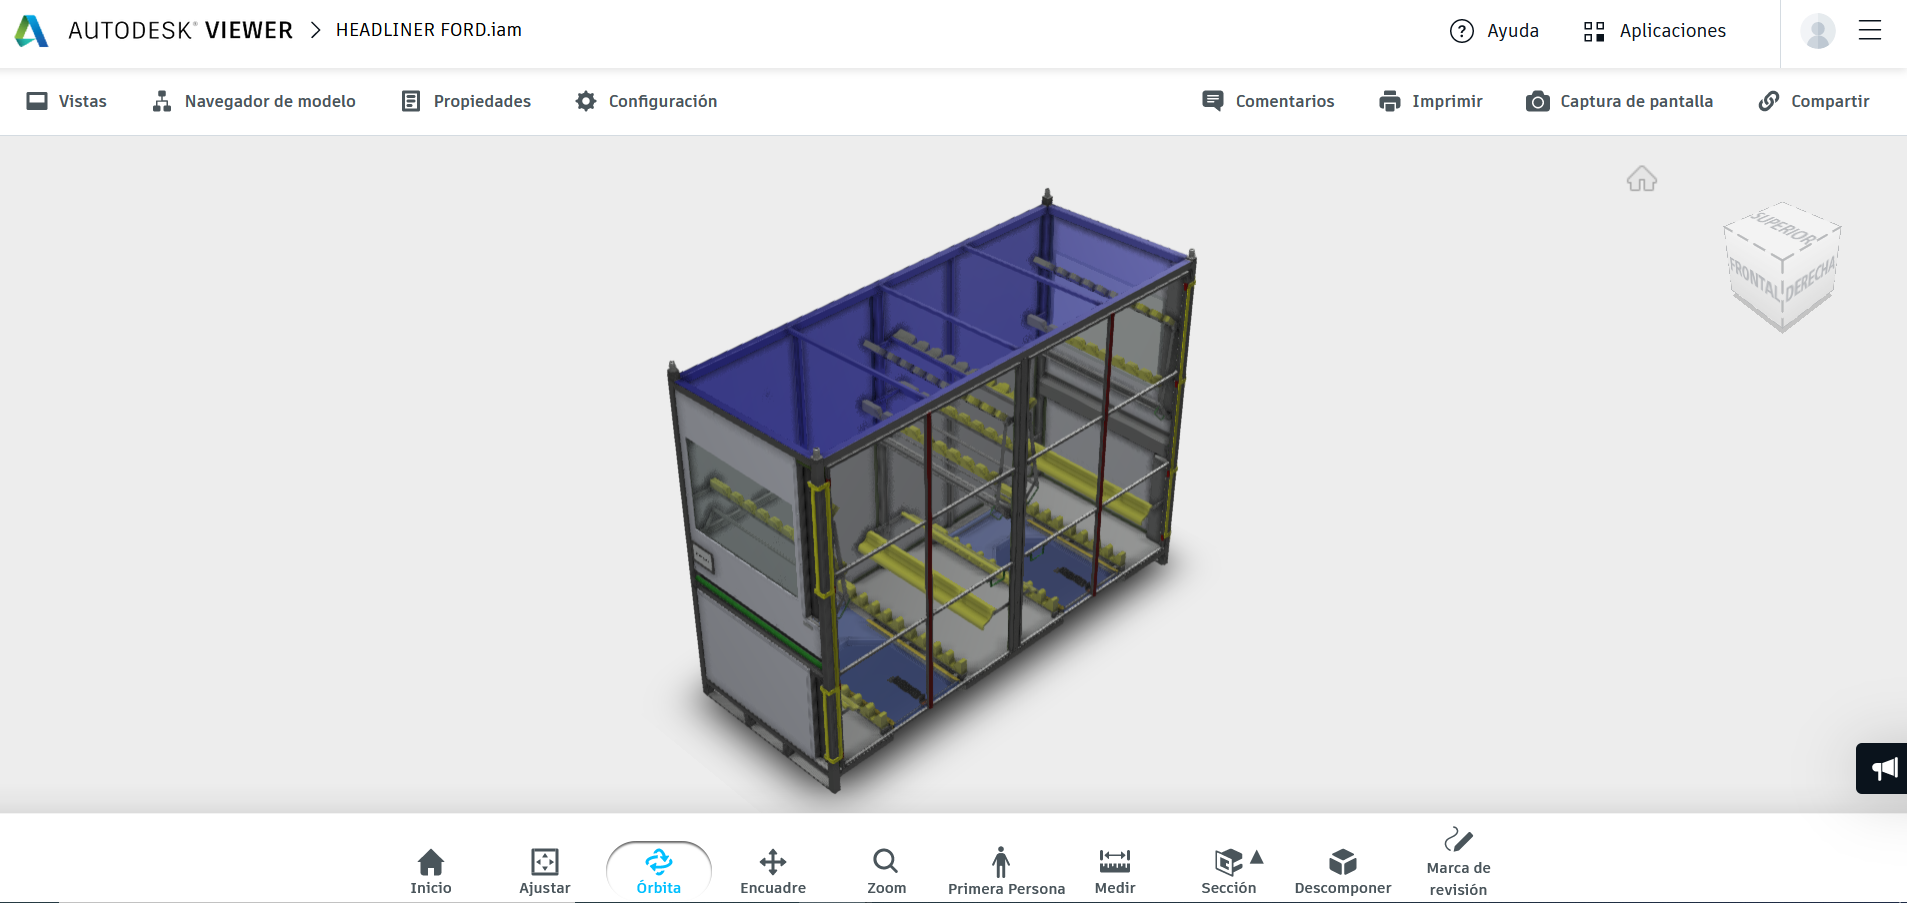 AUTODESK® VIEWER > HEADLINER FORD.iam
Ayuda
Aplicaciones
Vistas
Navegador de modelo
Propiedades
Configuración
Comentarios
Imprimir
Captura de pantalla
Compartir
SUPERIOR
FRONTAL
DERECHA
Inicio
Ajustar
Órbita
Encuadre
Zoom
Primera Persona
Medir
Sección
Descomponer
Marca de
revisión